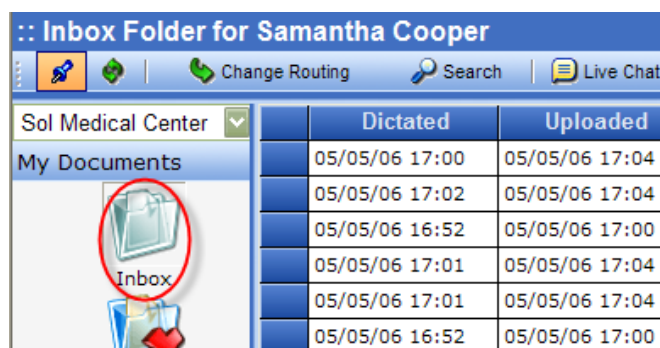 :: Inbox Folder for Samantha Cooper
Change Routing Search Live Chat
Sol Medical Center
My Documents
Inbox
Dictated Uploaded
05/05/06 17:00 05/05/06 17:04
05/05/06 17:02 05/05/06 17:04
05/05/06 16:52 05/05/06 17:00
05/05/06 17:01 05/05/06 17:04
05/05/06 17:01 05/05/06 17:04
05/05/06 16:52 05/05/06 17:00